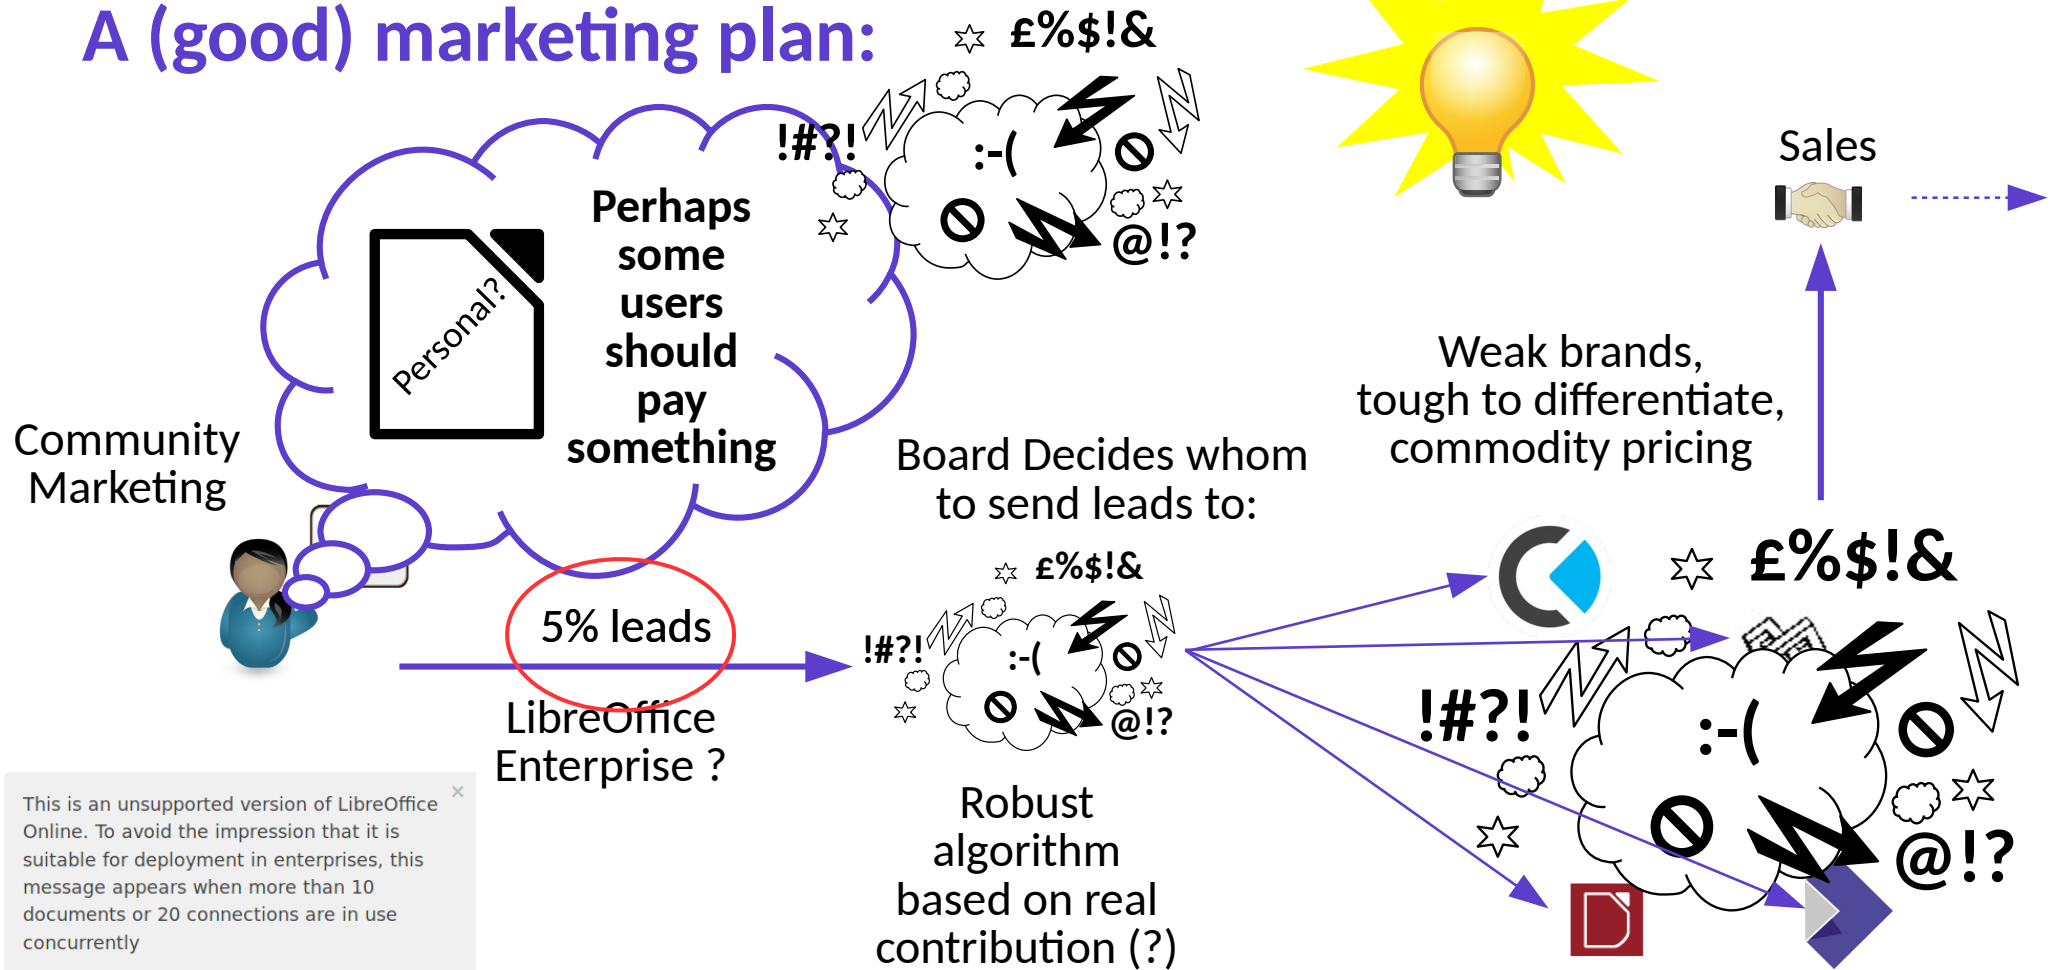 A (good) marketing plan:
£%$!&
!#?!
:-(
@!?
Perhaps
some
users
should
pay
something
Personal?
Sales
Weak brands,
tough to differentiate,
commodity pricing
Community
Marketing
Board Decides whom
to send leads to:
5% leads
LibreOffice
Enterprise ?
£%$!&
!#?!
:-(
@!?
£%$!&
!#?!
:-(
@!?
Robust
algorithm
based on real
contribution (?)
This is an unsupported version of LibreOffice
Online. To avoid the impression that it is
suitable for deployment in enterprises, this
message appears when more than 10
documents or 20 connections are in use
concurrently